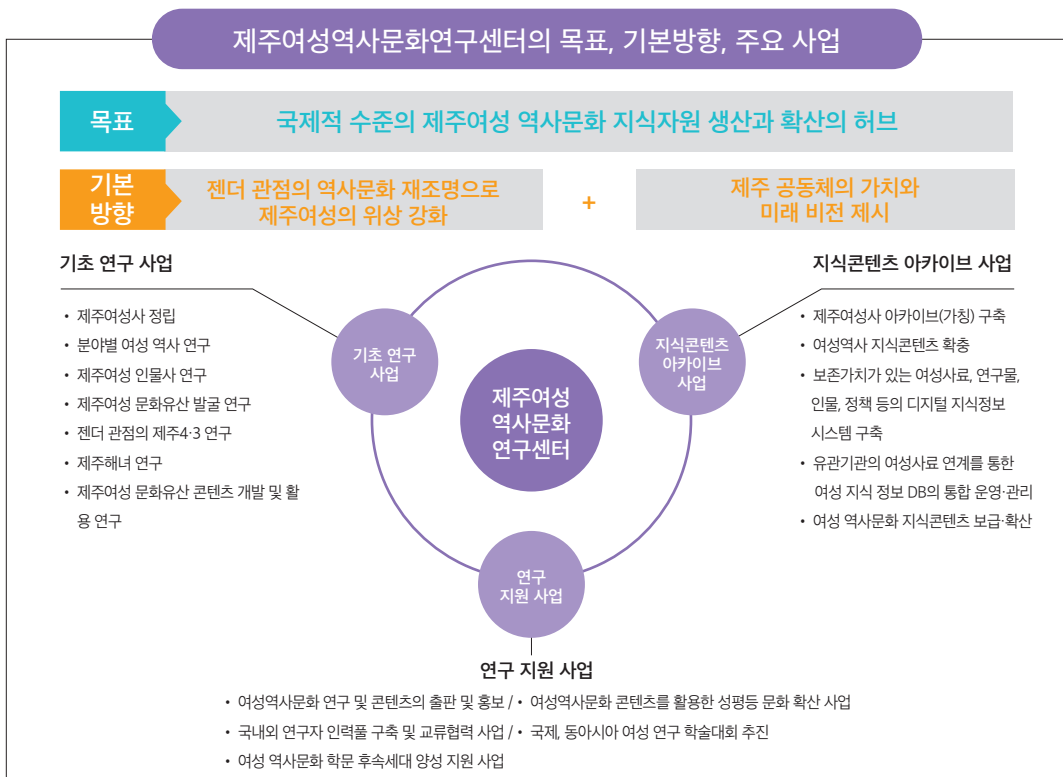 제주여성역사문화연구센터의 목표, 기본방향, 주요 사업
목표
국제적 수준의 제주여성 역사문화 지식자원 생산과 확산의 허브
기본
방향
젠더 관점의 역사문화 재조명으로
제주여성의 위상 강화
+
제주 공동체의 가치와
미래 비전 제시
기초 연구 사업
• 제주여성사 정립
• 분야별 여성 역사 연구
• 제주여성 인물사 연구
• 제주여성 문화유산 발굴 연구
• 젠더 관점의 제주4·3 연구
• 제주해녀 연구
• 제주여성 문화유산 콘텐츠 개발 및 활
용 연구
기초 연구
사업
제주여성
역사문화
연구센터
지식콘텐츠
아카이브
사업
지식콘텐츠 아카이브 사업
• 제주여성사 아카이브(가칭) 구축
• 여성역사 지식콘텐츠 확충
• 보존가치가 있는 여성사료, 연구물,
인물, 정책 등의 디지털 지식정보
시스템 구축
• 유관기관의 여성사료 연계를 통한
여성 지식 정보 DB의 통합 운영·관리
• 여성 역사문화 지식콘텐츠 보급·확산
연구
지원 사업
연구 지원 사업
• 여성역사문화 연구 및 콘텐츠의 출판 및 홍보 / • 여성역사문화 콘텐츠를 활용한 성평등 문화 확산 사업
• 국내외 연구자 인력풀 구축 및 교류협력 사업 / • 국제, 동아시아 여성 연구 학술대회 추진
• 여성 역사문화 학문 후속세대 양성 지원 사업